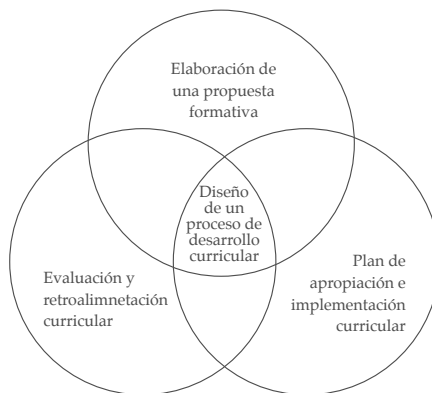 Elaboración de
una propuesta
formativa
Diseño
de un
proceso de
desarrollo
curricular
Evaluación y
retroalimnetación
curricular
Plan de
apropiación e
implementación
curricular